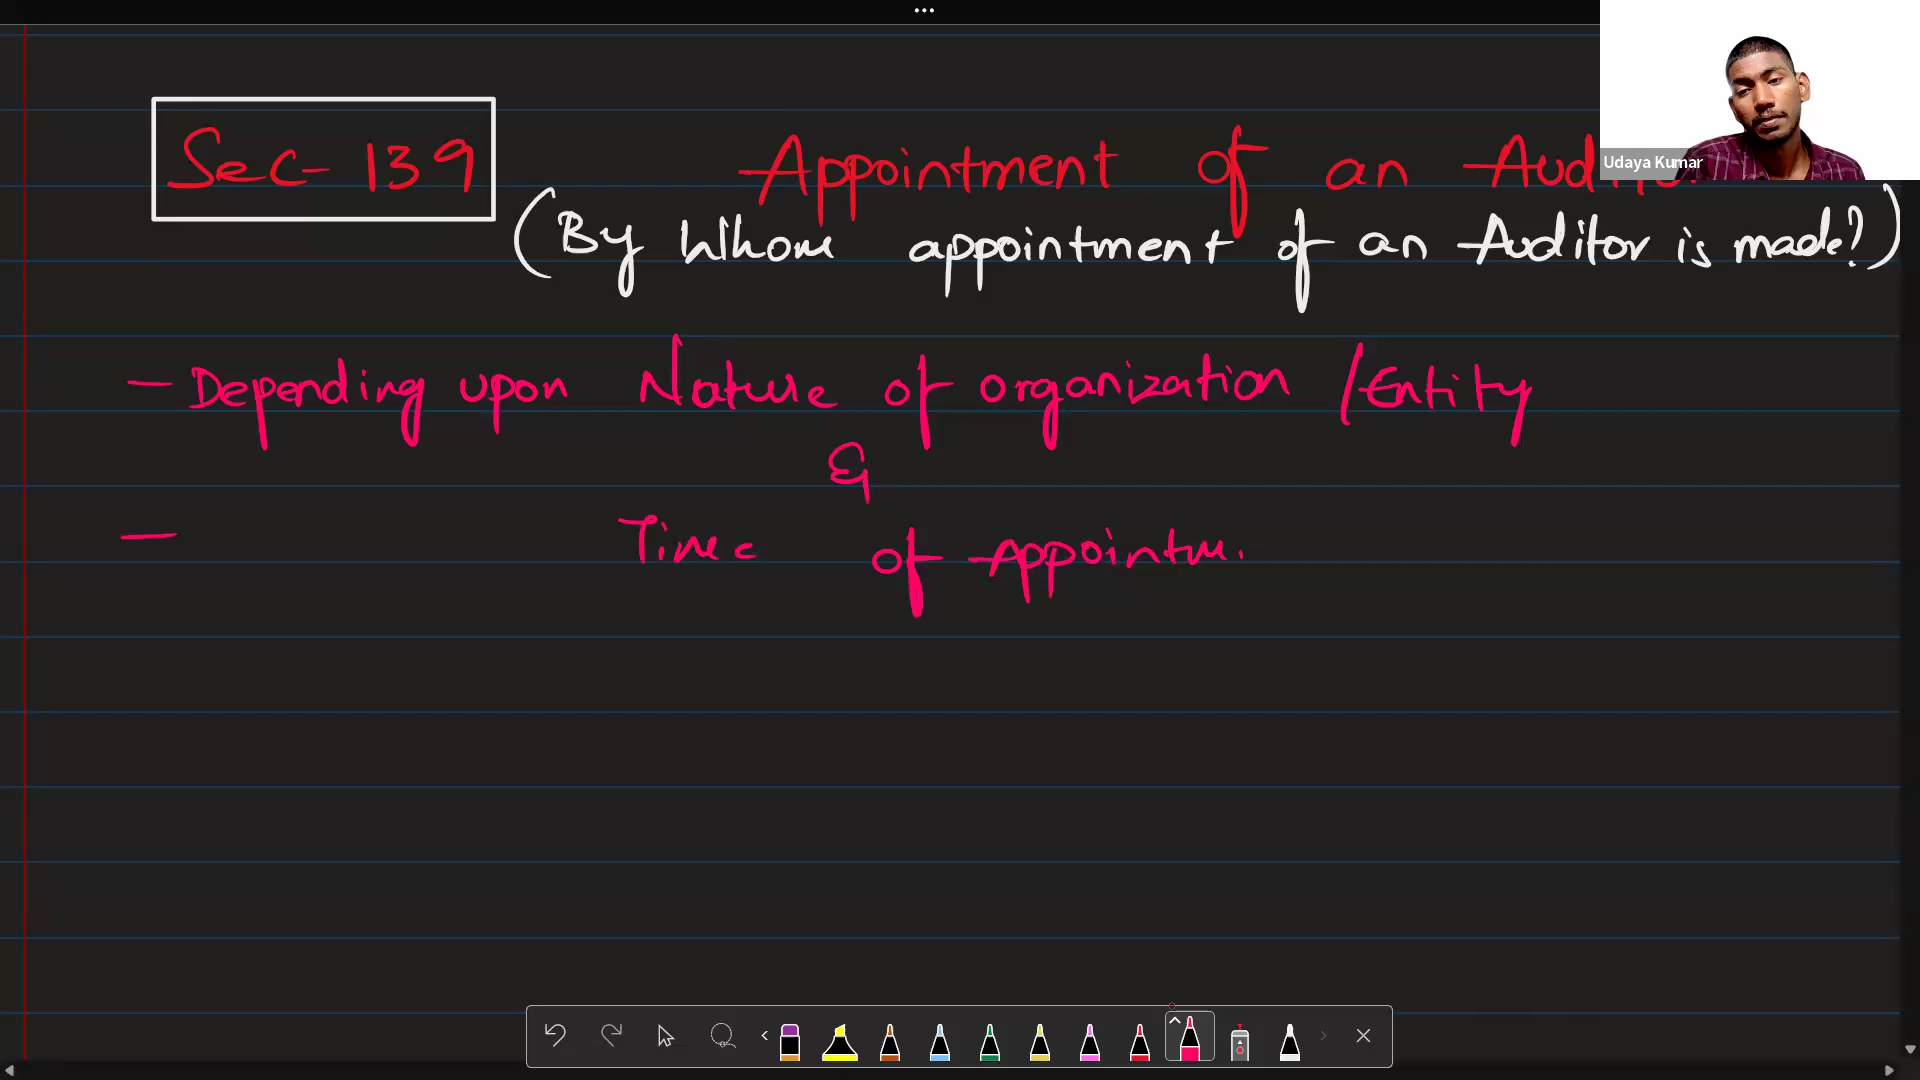 Sec-139
Appointment of an
Udaya Kumar
(By Whom appointment of an Auditor is made?)
- Depending upon Nature of organization /Entity
&
- Time of Appointm.